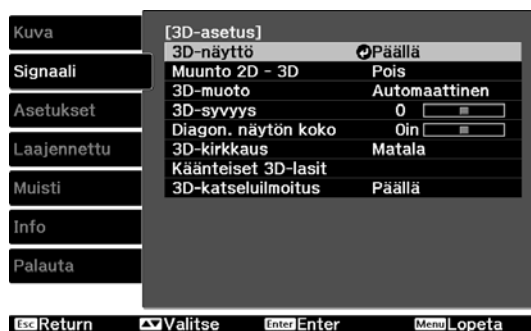 Kuva
Signaali
Asetukset
Laajennettu
Muisti
Info
Palauta
[3D-asetus]
3D-näyttö Päällä
Muunto 2D - 3D Pois
3D-muoto Automaattinen
3D-syvyys 0
Diagon. näytön koko 0in
3D-kirkkaus Matala
Käänteiset 3D-lasit
3D-katseluilmoitus Päällä
Esc Return Valitse Enter Enter Menu Lopeta